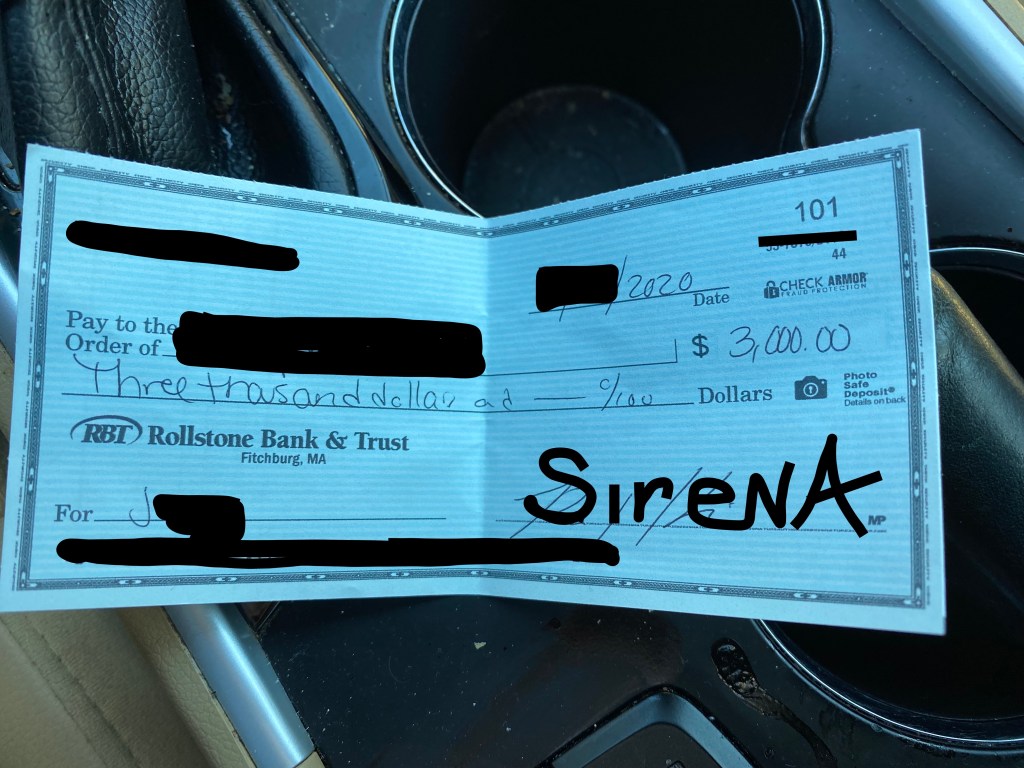 101
44
CHECK ARMOR
FRAUD PROTECTION
/2020 Date
Pay to the
Order of
$ 3,000.00
Three thousand dollars ad — 0/100 Dollars
Photo
Safe
Deposit®
Details on back
RBT Rollstone Bank & Trust
Fitchburg, MA
SIreNA
For J
MP